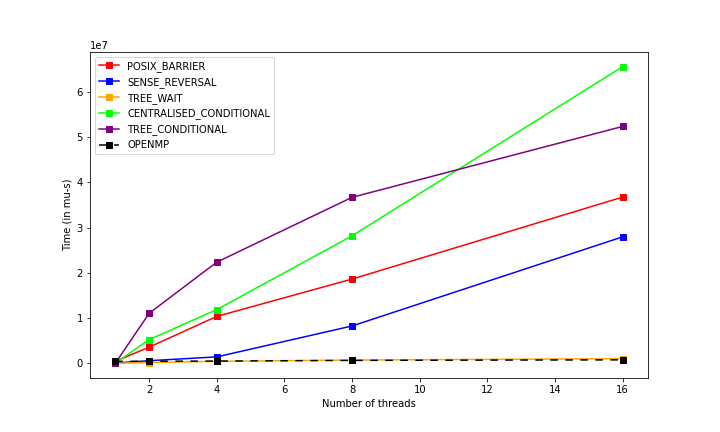 1e7
POSIX_BARRIER
SENSE_REVERSAL
TREE_WAIT
CENTRALISED_CONDITIONAL
TREE_CONDITIONAL
OPENMP
6
5
4
3
2
1
0
Time (in mu-s)
2 4 6 8 10 12 14 16
Number of threads